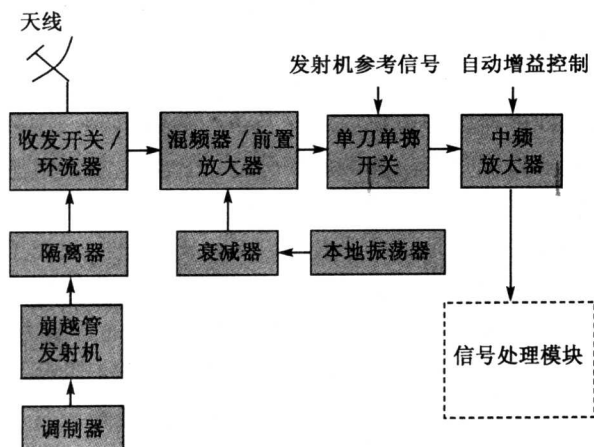 天线
发射机参考信号
自动增益控制
收发开关/
环流器
混频器/前置
放大器
单刀单掷
开关
中频
放大器
隔离器
衰减器
本地振荡器
崩越管
发射机
信号处理模块
调制器